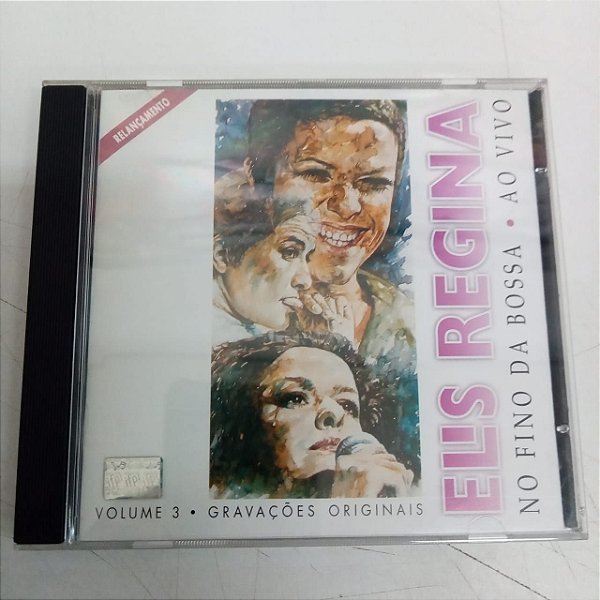 RELANÇAMENTO
ELIS REGINA
NO FINO DA BOSSA • AO VIVO
VOLUME 3 • GRAVAÇÕES ORIGINAIS